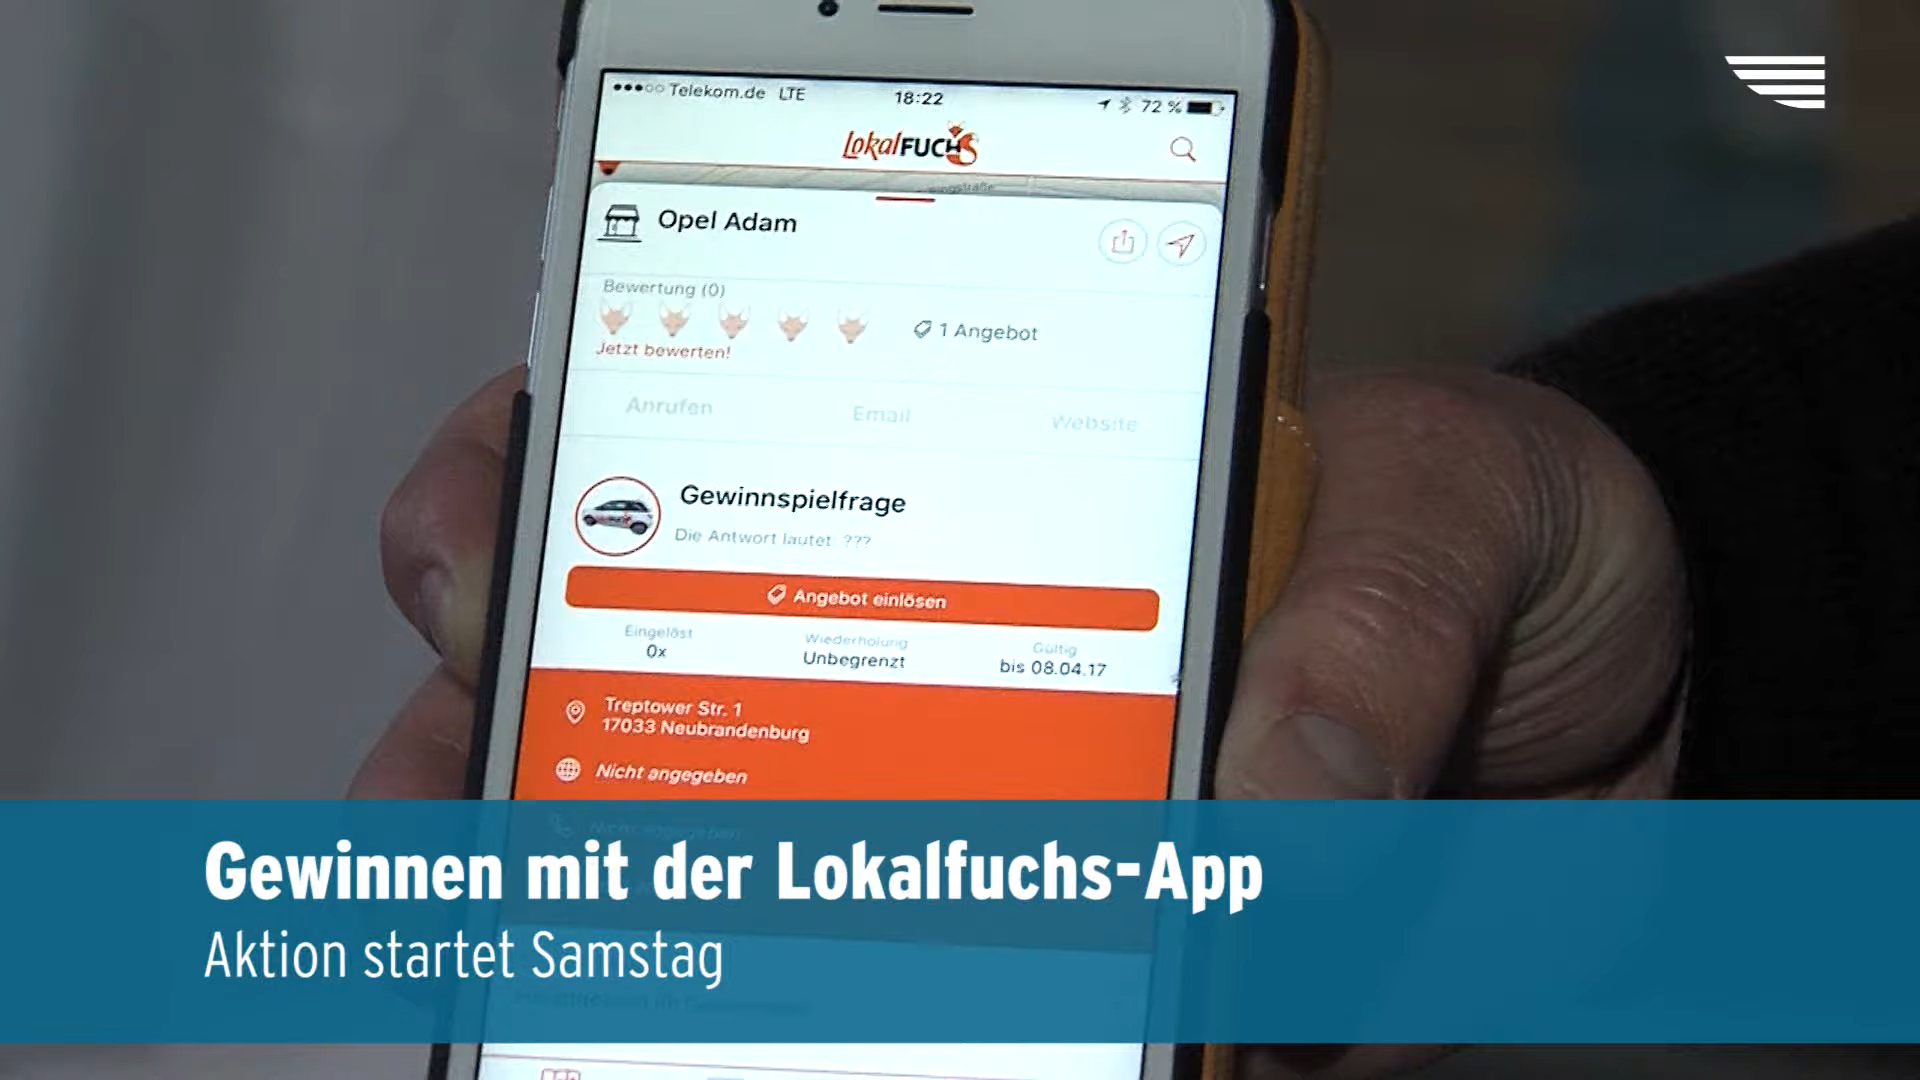 Telekom.de LTE 18:22 72 %
LokalFUCHS
Opel Adam
Bewertung (0)
1 Angebot
Jetzt bewerten!
Anrufen Email Website
Gewinnspielfrage
Die Antwort lautet: ???
Angebot einlösen
Eingelöst Wiederholung Gültig
0x Unbegrenzt bis 08.04.17
Treptower Str. 1
17033 Neubrandenburg
Nicht angegeben
Nicht angegeben
Gewinnen mit der Lokalfuchs-App
Aktion startet Samstag